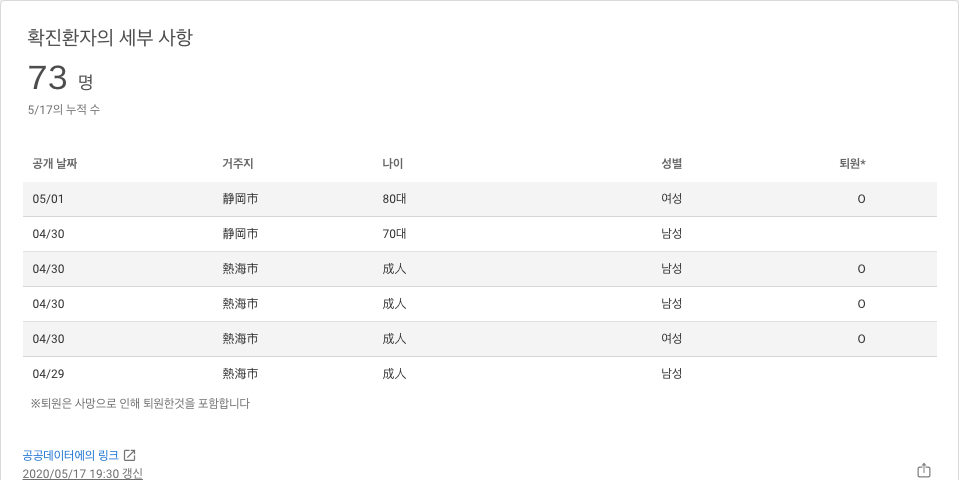 확진환자의 세부 사항
73 명
5/17의 누적 수
공개 날짜 거주지 나이 성별 퇴원*
05/01 静岡市 80대 여성 O
04/30 静岡市 70대 남성
04/30 熱海市 成人 남성 O
04/30 熱海市 成人 남성 O
04/30 熱海市 成人 여성 O
04/29 熱海市 成人 남성
※퇴원은 사망으로 인해 퇴원한것을 포함합니다
공공데이터에의 링크
2020/05/17 19:30 갱신